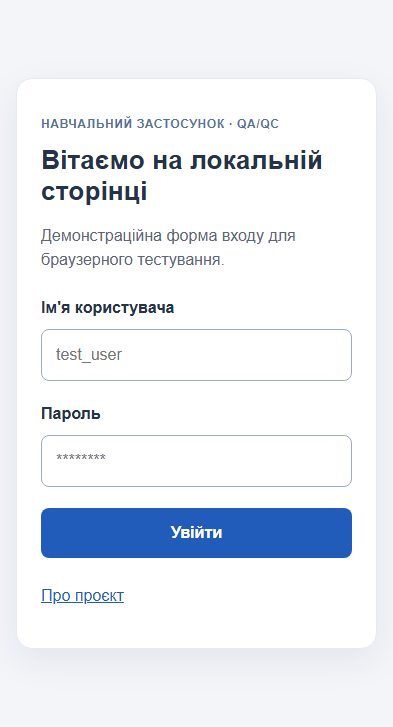 НАВЧАЛЬНИЙ ЗАСТОСУНОК · QA/QC
Вітаємо на локальній
сторінці
Демонстраційна форма входу для
браузерного тестування.
Ім'я користувача
test_user
Пароль
********
Увійти
Про проєкт